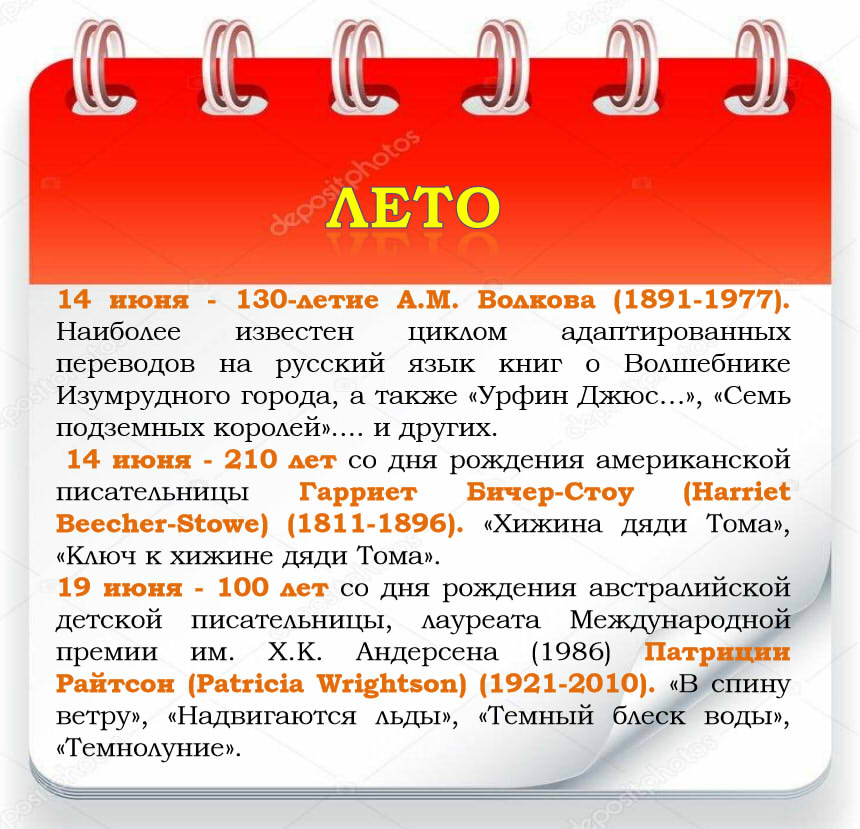 ЛЕТО
14 июня - 130-летие А.М. Волкова (1891-1977).
Наиболее известен циклом адаптированных
переводов на русский язык книг о Волшебнике
Изумрудного города, а также «Урфин Джюс...», «Семь
подземных королей».... и других.
14 июня - 210 лет со дня рождения американской
писательницы Гарриет Бичер-Стоу (Harriet
Beecher-Stowe) (1811-1896). «Хижина дяди Тома»,
«Ключ к хижине дяди Тома».
19 июня - 100 лет со дня рождения австралийской
детской писательницы, лауреата Международной
премии им. Х.К. Андерсена (1986) Патриции
Райтсон (Patricia Wrightson) (1921-2010). «В спину
ветру», «Надвигаются льды», «Темный блеск воды»,
«Темнолуние».
depositphotos